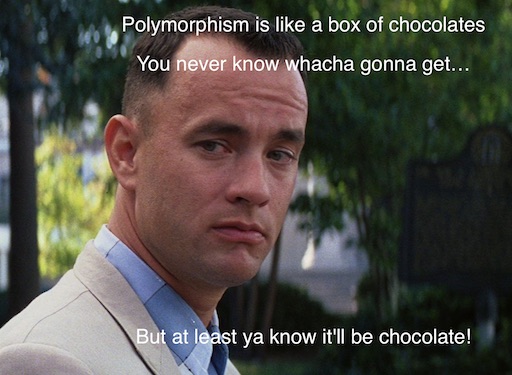 Polymorphism is like a box of chocolates
You never know whacha gonna get...
But at least ya know it'll be chocolate!